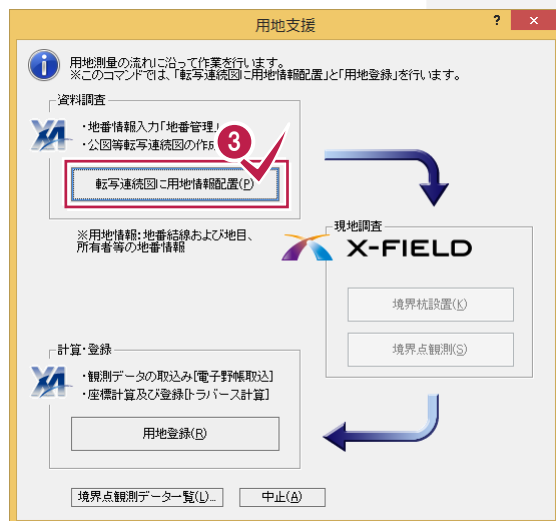 用地支援
? ×
用地測量の流れに沿って作業を行います。
※このコマンドでは、「転写連続図に用地情報配置」と「用地登録」を行います。
資料調査
・地番情報入力「地番管理」
・公図等転写連続図の作成
3
転写連続図に用地情報配置(P)
※用地情報:地番結線および地目、
所有者等の地番情報
現地調査
X-FIELD
境界杭設置(K)
境界点観測(S)
計算・登録
・観測データの取込み[電子野帳取込]
・座標計算及び登録[トラバース計算]
用地登録(R)
境界点観測データ一覧(L)...
中止(A)